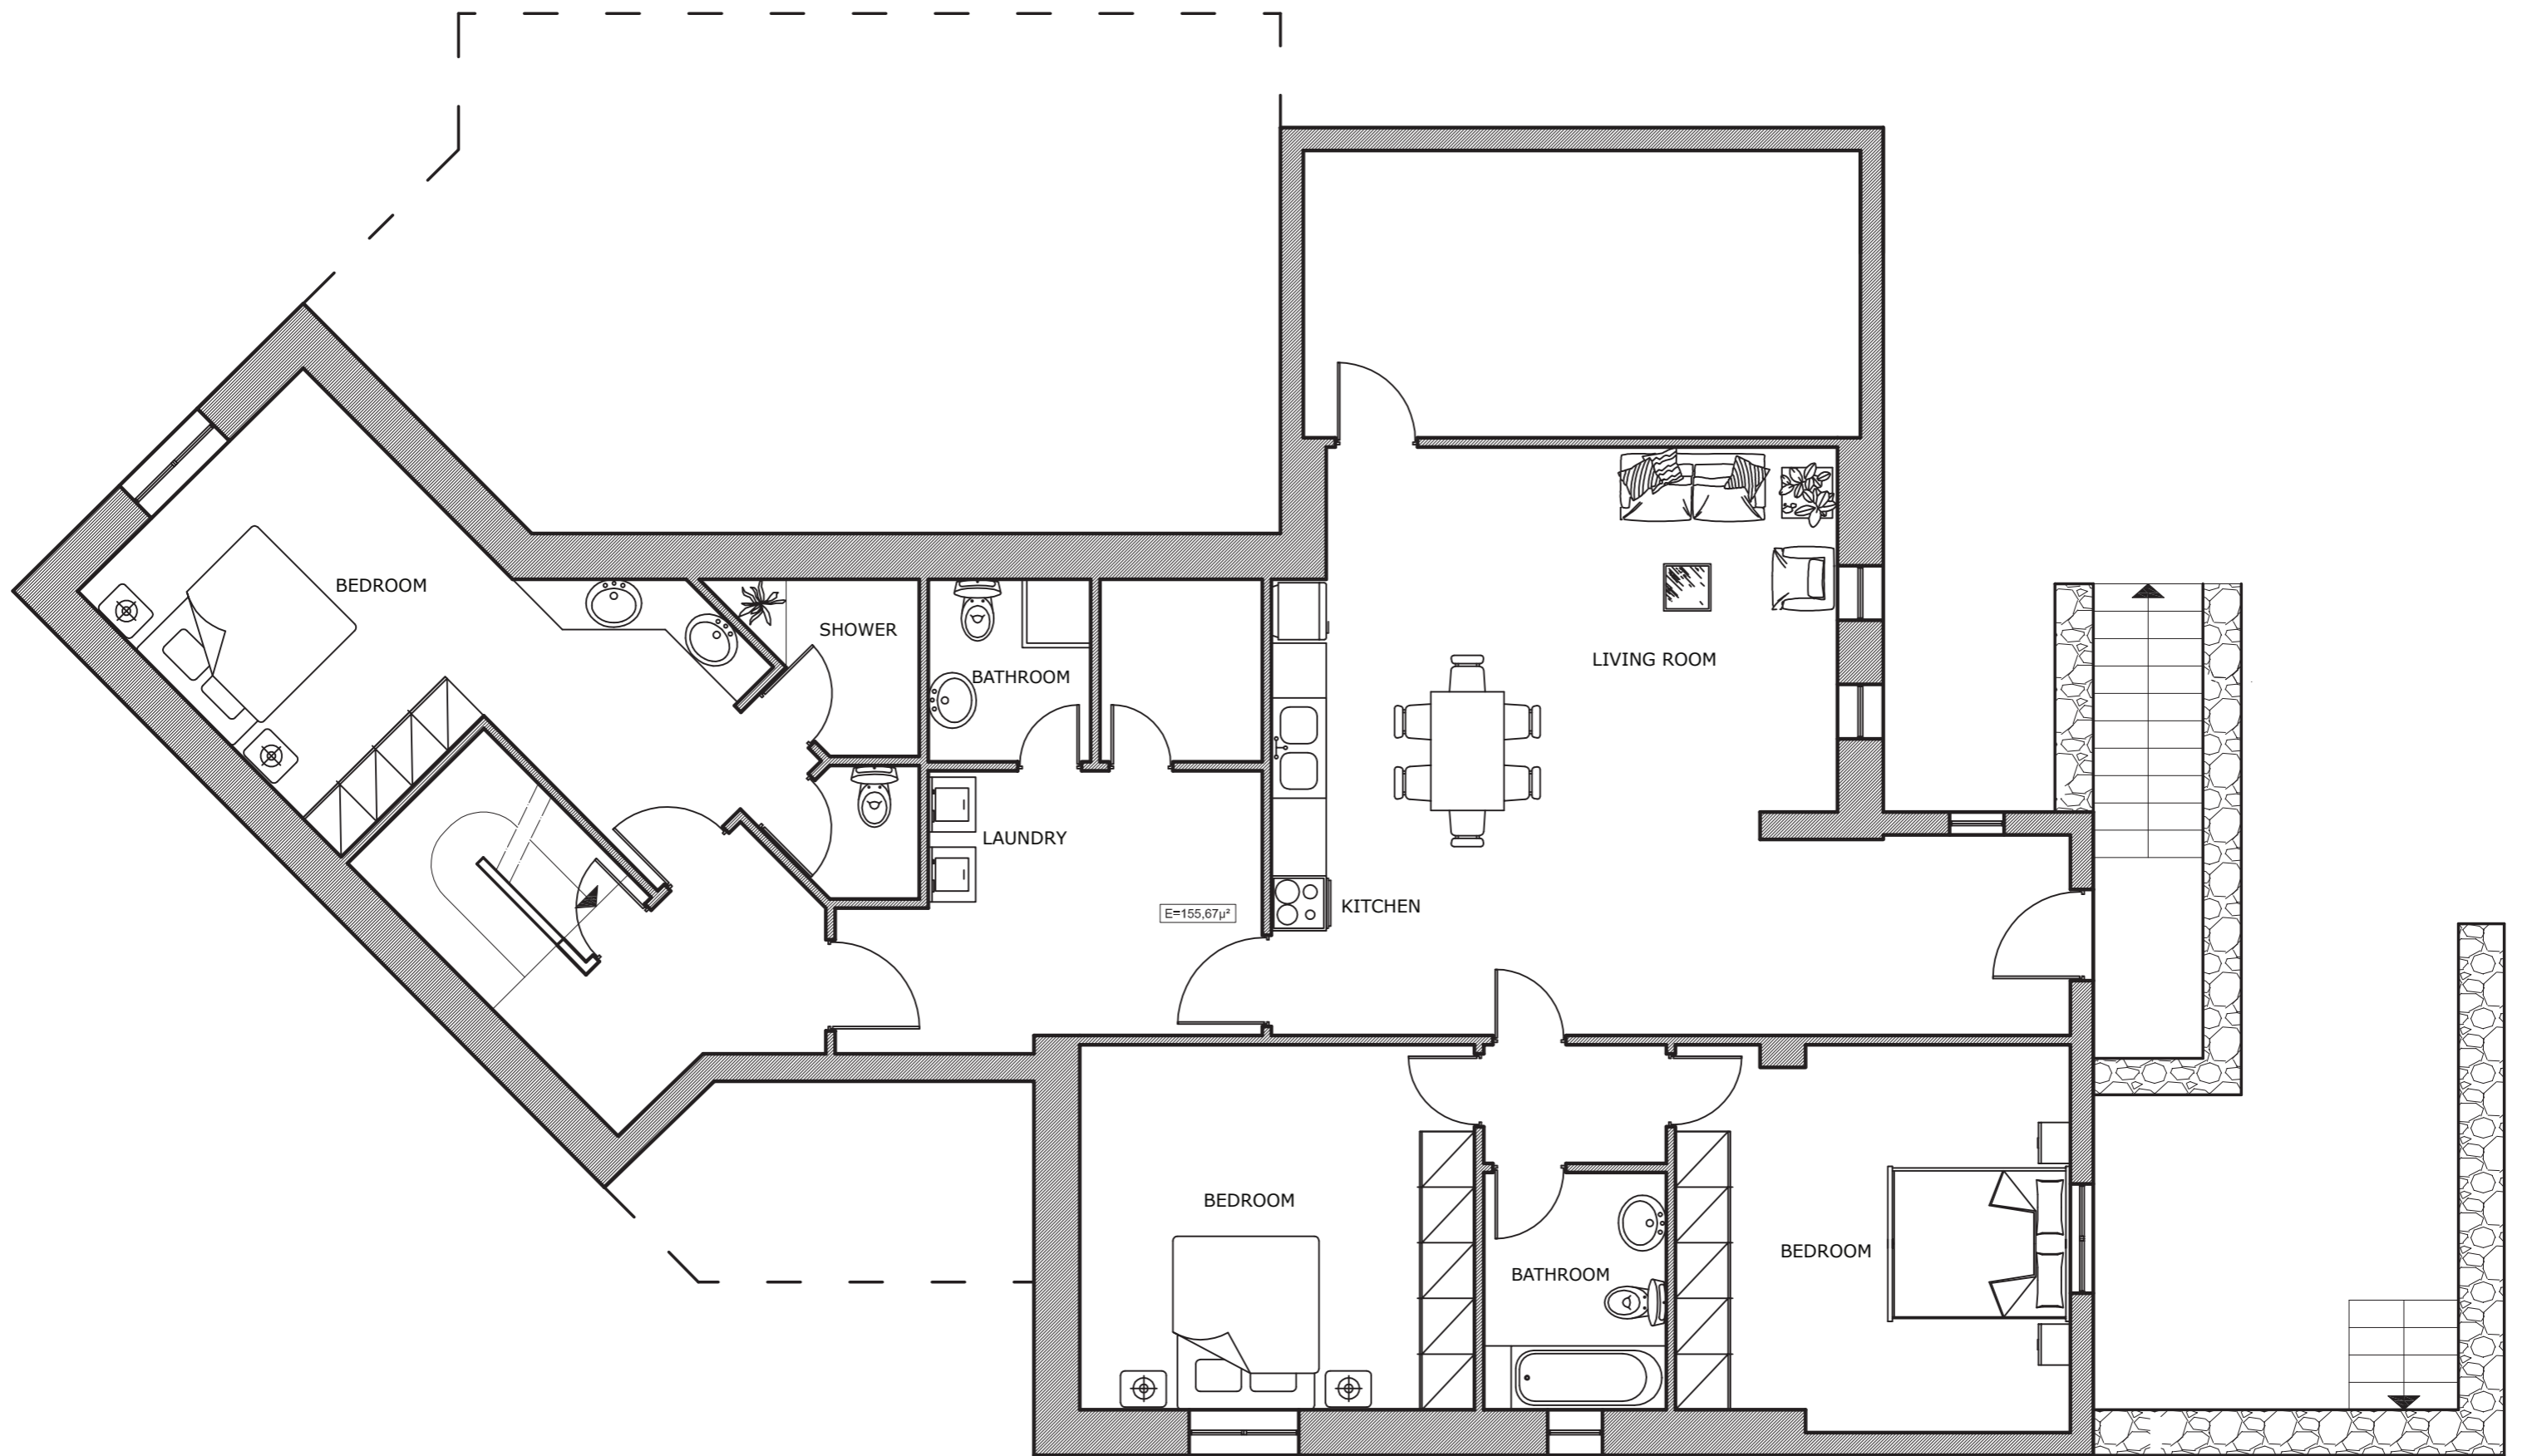 BEDROOM
SHOWER
BATHROOM
LIVING ROOM
LAUNDRY
E=155,67μ²
KITCHEN
BEDROOM
BATHROOM
BEDROOM